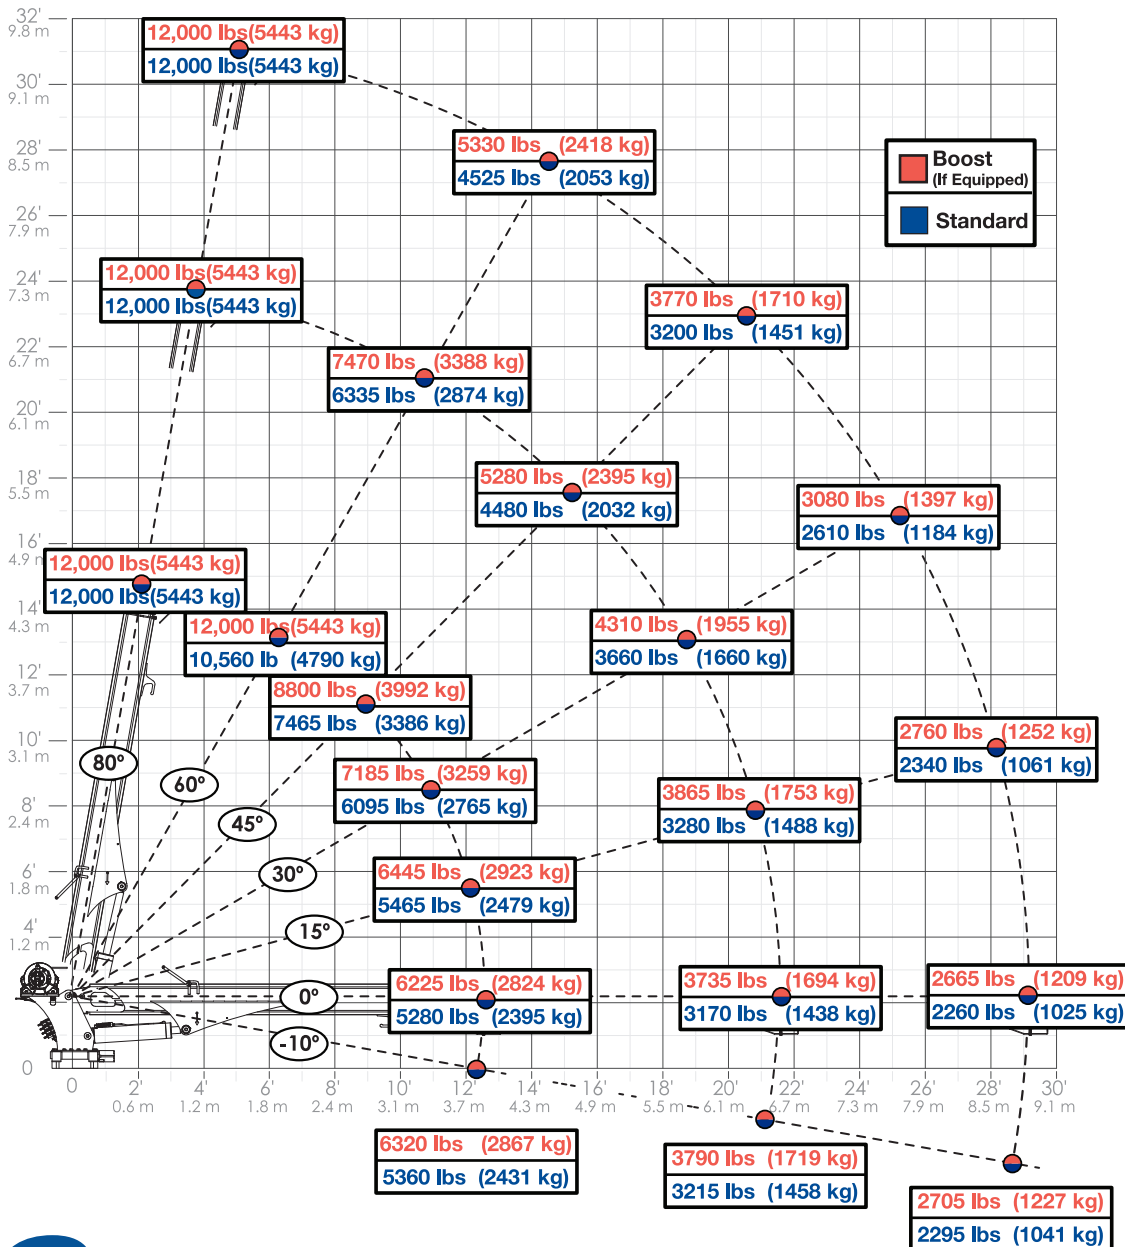 32'
9.8 m
12,000 lbs(5443 kg)
12,000 lbs(5443 kg)
30'
9.1 m
28'
8.5 m
5330 lbs (2418 kg)
4525 lbs (2053 kg)
Boost
(If Equipped)
Standard
26'
7.9 m
24'
7.3 m
12,000 lbs(5443 kg)
12,000 lbs(5443 kg)
3770 lbs (1710 kg)
3200 lbs (1451 kg)
22'
6.7 m
7470 lbs (3388 kg)
6335 lbs (2874 kg)
20'
6.1 m
18'
5.5 m
5280 lbs (2395 kg)
4480 lbs (2032 kg)
3080 lbs (1397 kg)
2610 lbs (1184 kg)
16'
4.9 m
12,000 lbs(5443 kg)
12,000 lbs(5443 kg)
14'
4.3 m
12,000 lbs(5443 kg)
10,560 lb (4790 kg)
4310 lbs (1955 kg)
3660 lbs (1660 kg)
12'
3.7 m
8800 lbs (3992 kg)
7465 lbs (3386 kg)
10'
3.1 m
2760 lbs (1252 kg)
2340 lbs (1061 kg)
80°
60°
45°
7185 lbs (3259 kg)
6095 lbs (2765 kg)
8'
2.4 m
3865 lbs (1753 kg)
3280 lbs (1488 kg)
6'
1.8 m
30°
6445 lbs (2923 kg)
5465 lbs (2479 kg)
4'
1.2 m
15°
0°
6225 lbs (2824 kg)
5280 lbs (2395 kg)
3735 lbs (1694 kg)
3170 lbs (1438 kg)
2665 lbs (1209 kg)
2260 lbs (1025 kg)
-10°
0
0 2' 4' 6' 8' 10' 12' 14' 16' 18' 20' 22' 24' 26' 28' 30'
0.6 m 1.2 m 1.8 m 2.4 m 3.1 m 3.7 m 4.3 m 4.9 m 5.5 m 6.1 m 6.7 m 7.3 m 7.9 m 8.5 m 9.1 m
6320 lbs (2867 kg)
5360 lbs (2431 kg)
3790 lbs (1719 kg)
3215 lbs (1458 kg)
2705 lbs (1227 kg)
2295 lbs (1041 kg)